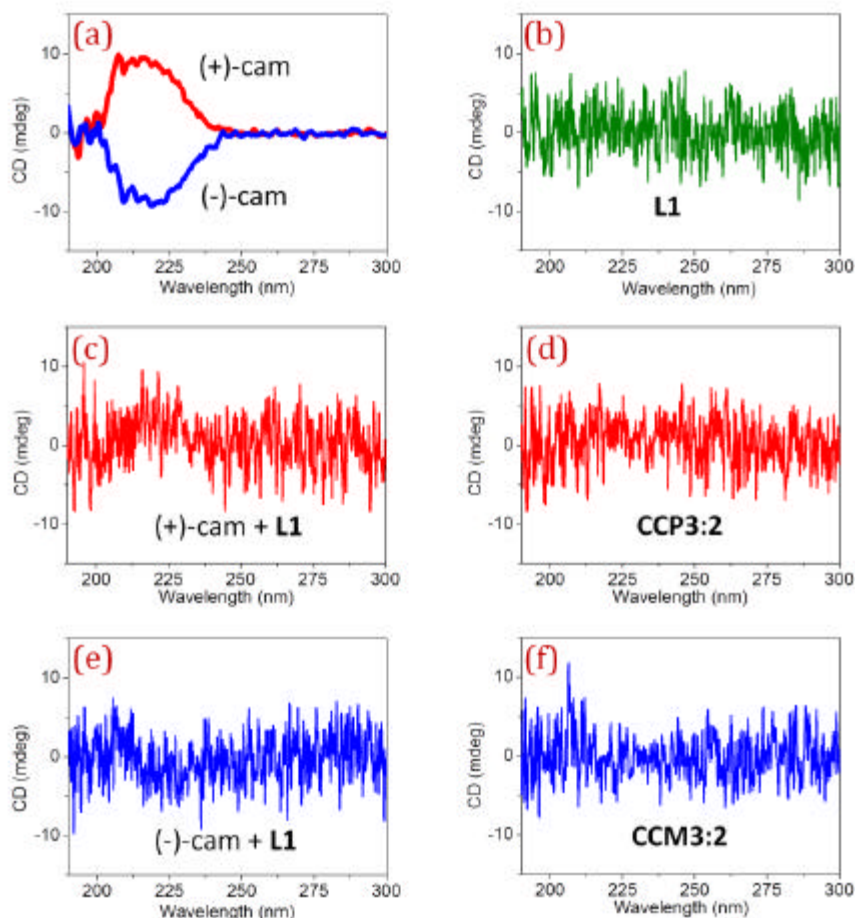 (a)
10
0
-10
CD (mdeg)
(+)-cam
(-)-cam
200 225 250 275 300
Wavelength (nm)
(b)
10
0
-10
CD (mdeg)
L1
200 225 250 275 300
Wavelength (nm)
(c)
10
0
-10
CD (mdeg)
(+)-cam + L1
200 225 250 275 300
Wavelength (nm)
(d)
10
0
-10
CD (mdeg)
CCP3:2
200 225 250 275 300
Wavelength (nm)
(e)
10
0
-10
CD (mdeg)
(-)-cam + L1
200 225 250 275 300
Wavelength (nm)
(f)
10
0
-10
CD (mdeg)
CCM3:2
200 225 250 275 300
Wavelength (nm)